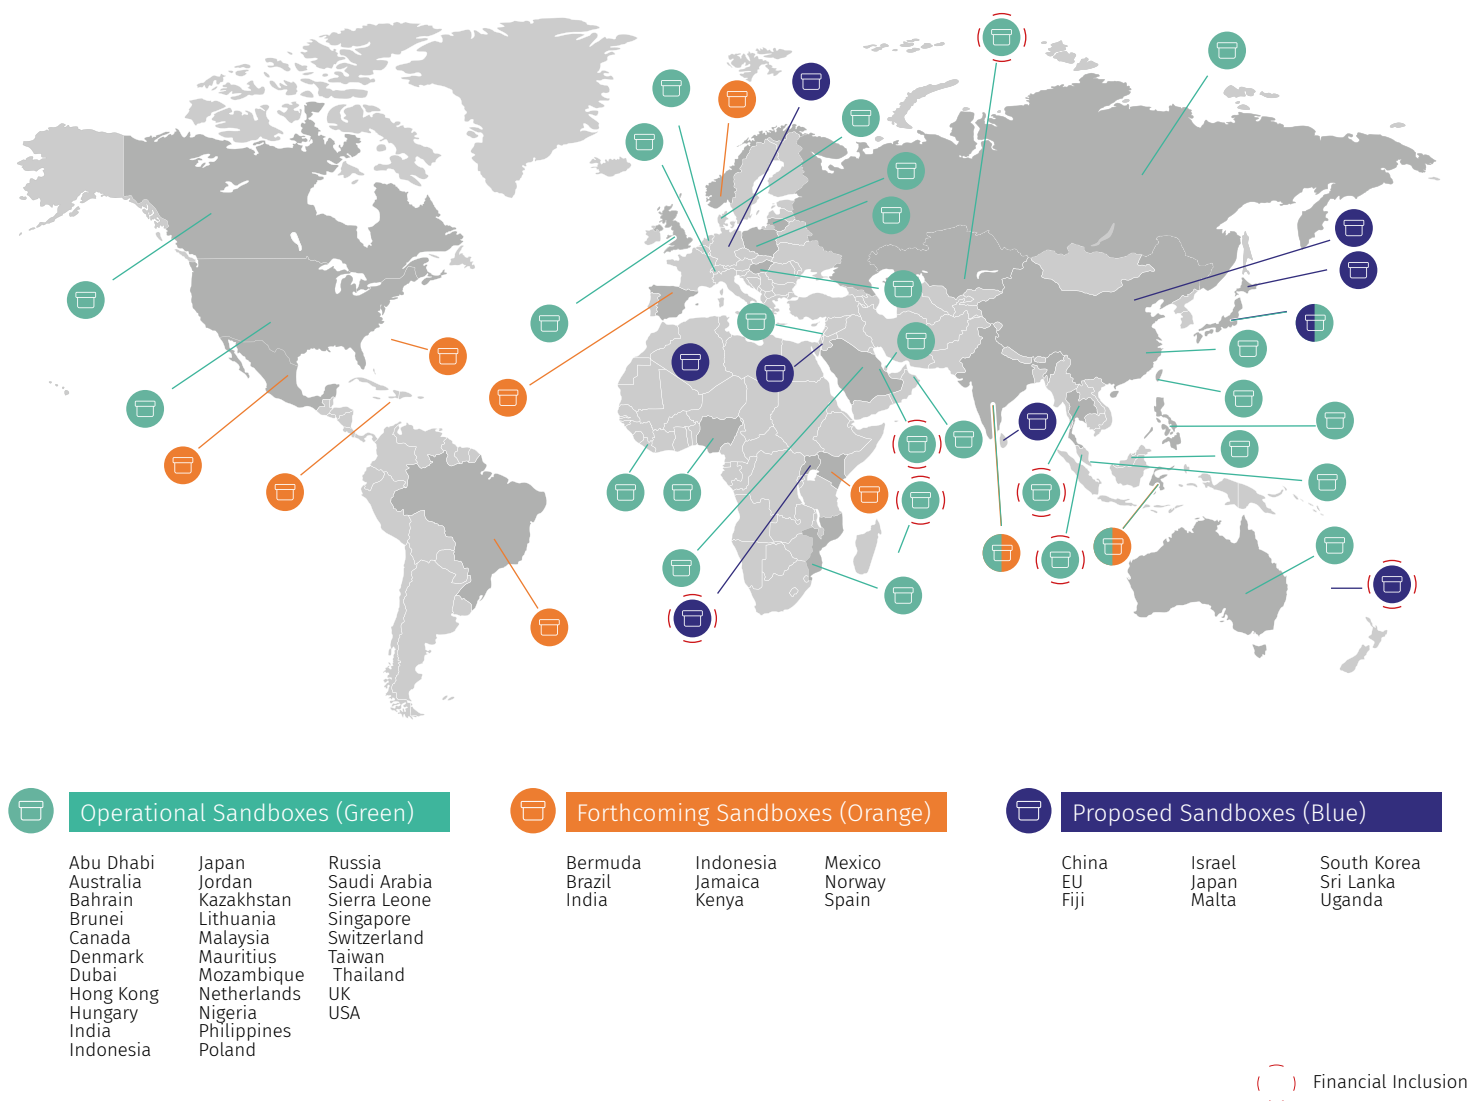 Operational Sandboxes (Green)
Abu Dhabi
Australia
Bahrain
Brunei
Canada
Denmark
Dubai
Hong Kong
Hungary
India
Indonesia
Japan
Jordan
Kazakhstan
Lithuania
Malaysia
Mauritius
Mozambique
Netherlands
Nigeria
Philippines
Poland
Russia
Saudi Arabia
Sierra Leone
Singapore
Switzerland
Taiwan
Thailand
UK
USA
Forthcoming Sandboxes (Orange)
Bermuda
Brazil
India
Indonesia
Jamaica
Kenya
Mexico
Norway
Spain
Proposed Sandboxes (Blue)
China
EU
Fiji
Israel
Japan
Malta
South Korea
Sri Lanka
Uganda
Financial Inclusion